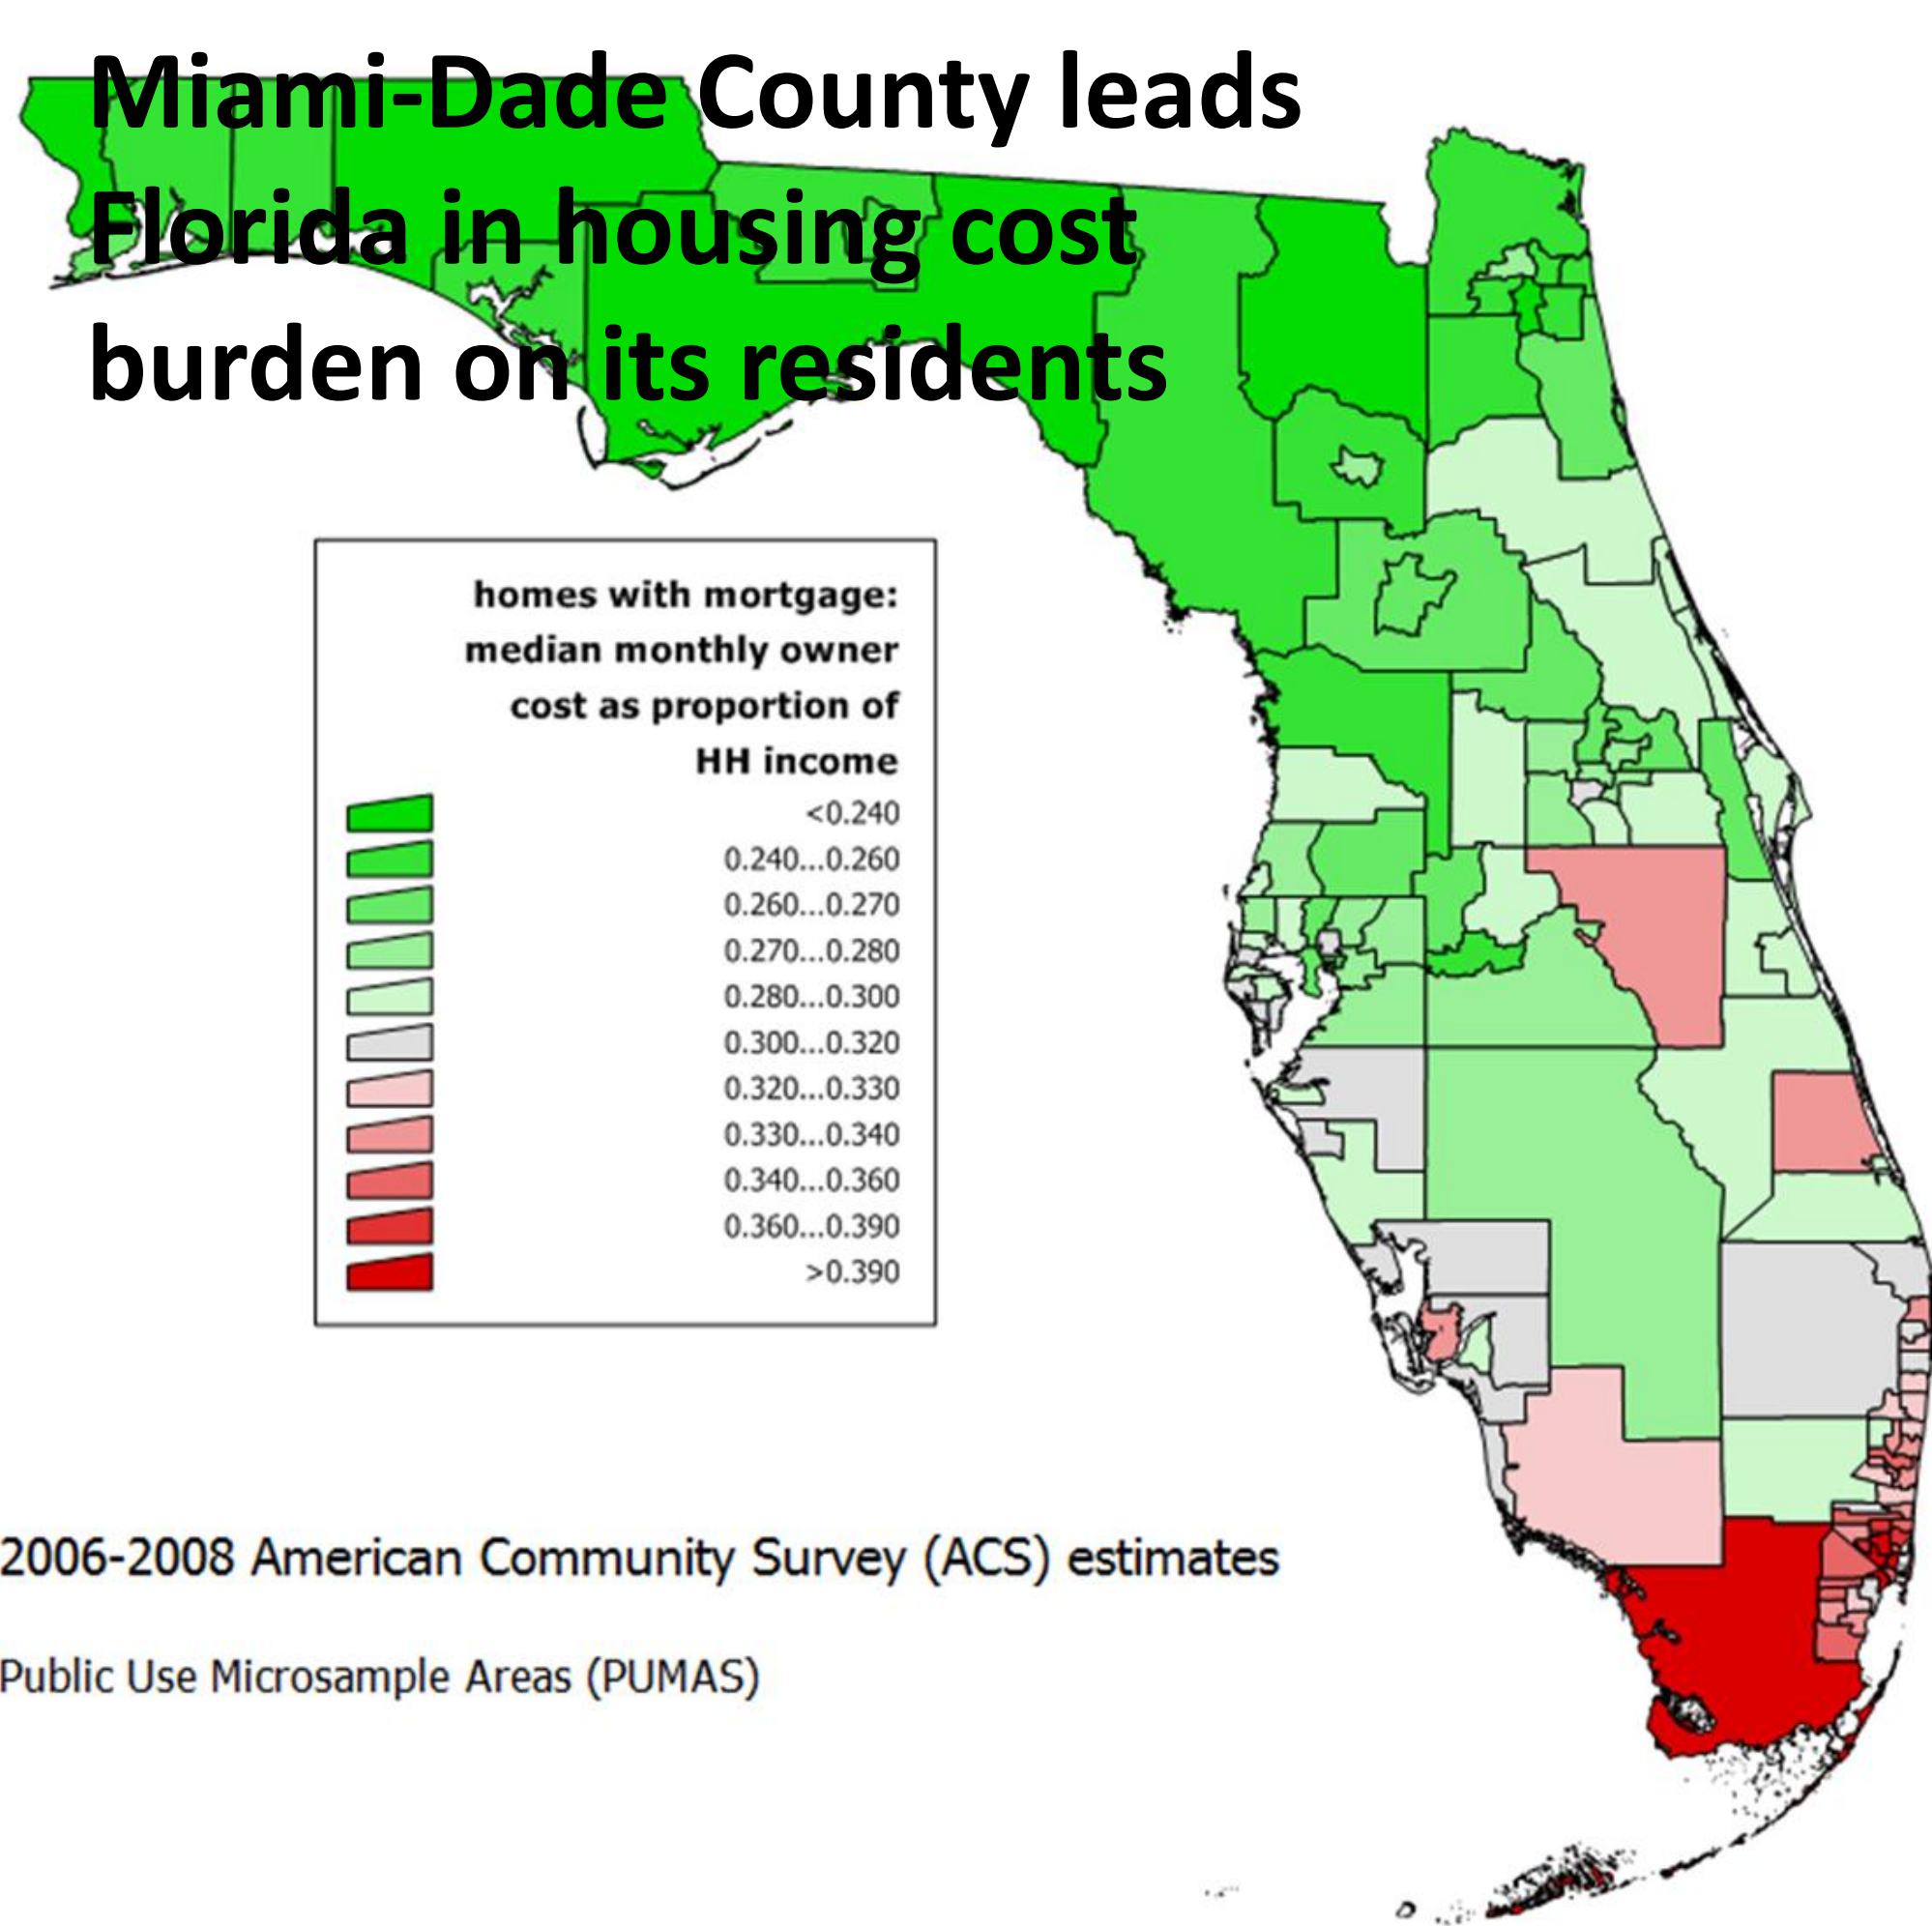 Miami-Dade County leads
Florida in housing cost
burden on its residents
homes with mortgage:
median monthly owner
cost as proportion of
HH income
<0.240
0.240...0.260
0.260...0.270
0.270...0.280
0.280...0.300
0.300...0.320
0.320...0.330
0.330...0.340
0.340...0.360
0.360...0.390
>0.390
2006-2008 American Community Survey (ACS) estimates
Public Use Microsample Areas (PUMAS)